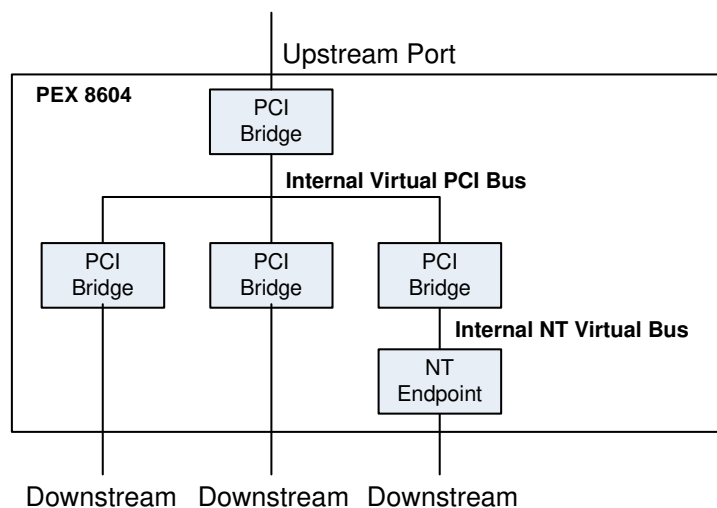 Upstream Port
PEX 8604
PCI
Bridge
Internal Virtual PCI Bus
PCI
Bridge
PCI
Bridge
PCI
Bridge
Internal NT Virtual Bus
NT
Endpoint
Downstream Downstream Downstream